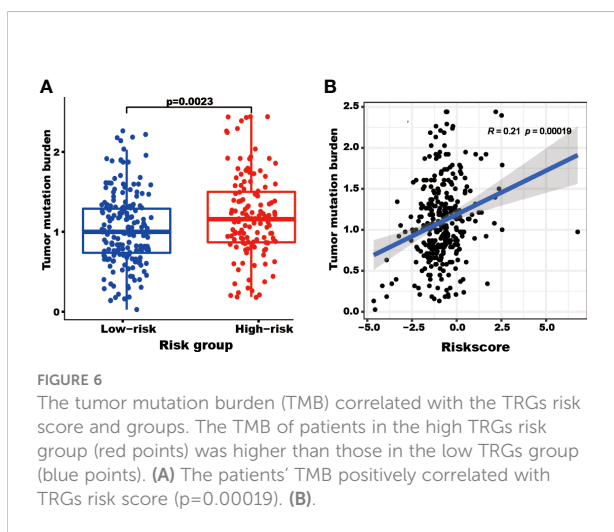 A
B
p=0.0023
Tumor mutation burden
2
1
0
Low-risk
High-risk
Risk group
Tumor mutation burden
2.5
2.0
1.5
1.0
0.5
0.0
R = 0.21 p = 0.00019
-5.0
-2.5
0.0
2.5
5.0
Riskscore
FIGURE 6
The tumor mutation burden (TMB) correlated with the TRGs risk
score and groups. The TMB of patients in the high TRGs risk
group (red points) was higher than those in the low TRGs group
(blue points). (A) The patients' TMB positively correlated with
TRGs risk score (p=0.00019). (B).